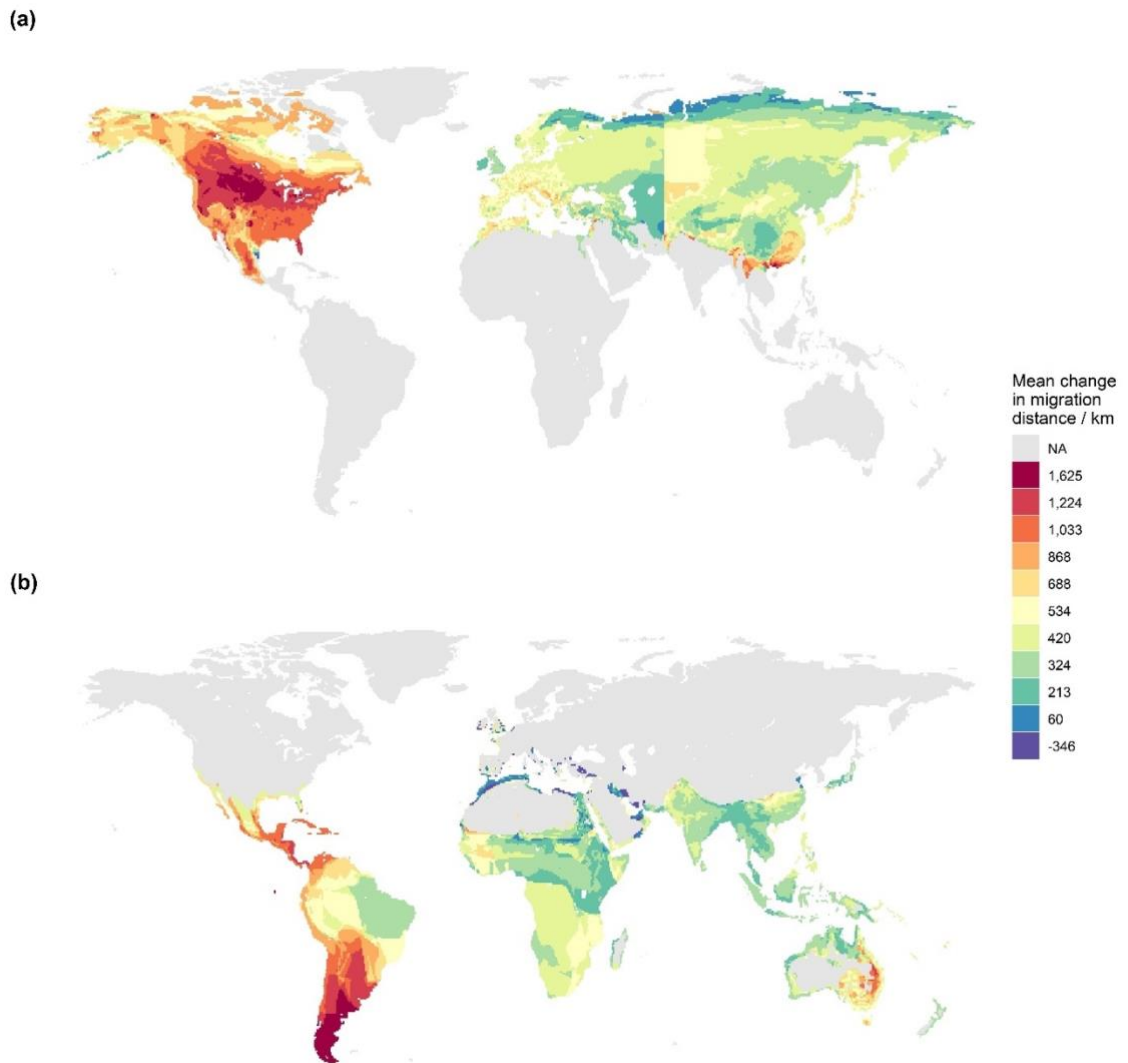 (a)
Mean change
in migration
distance / km
NA
1,625
1,224
1,033
868
688
534
420
324
213
60
-346
(b)